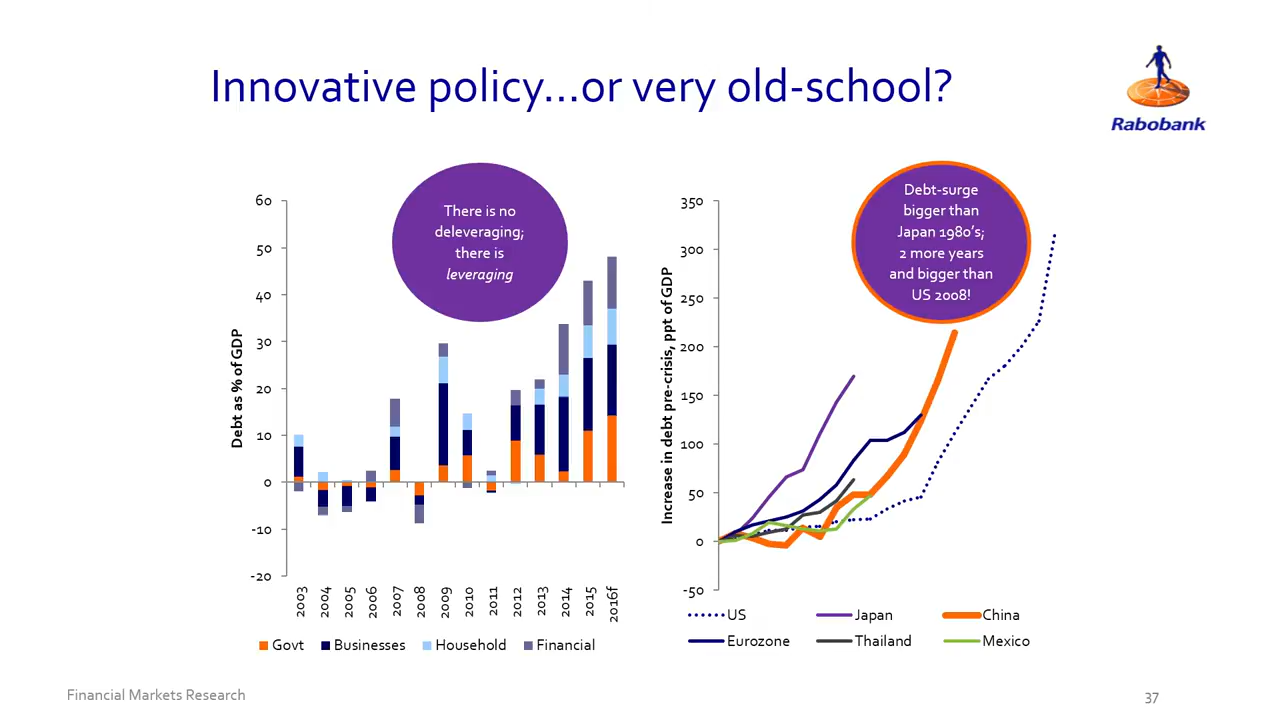 Innovative policy...or very old-school?
Rabobank
There is no
deleveraging;
there is
leveraging
Debt as % of GDP
60
50
40
30
20
10
0
-10
-20
2003
2004
2005
2006
2007
2008
2009
2010
2011
2012
2013
2014
2015
2016f
Govt
Businesses
Household
Financial
Debt-surge
bigger than
Japan 1980's;
2 more years
and bigger than
US 2008!
Increase in debt pre-crisis, ppt of GDP
350
300
250
200
150
100
50
0
-50
US
Japan
China
Eurozone
Thailand
Mexico
Financial Markets Research
37